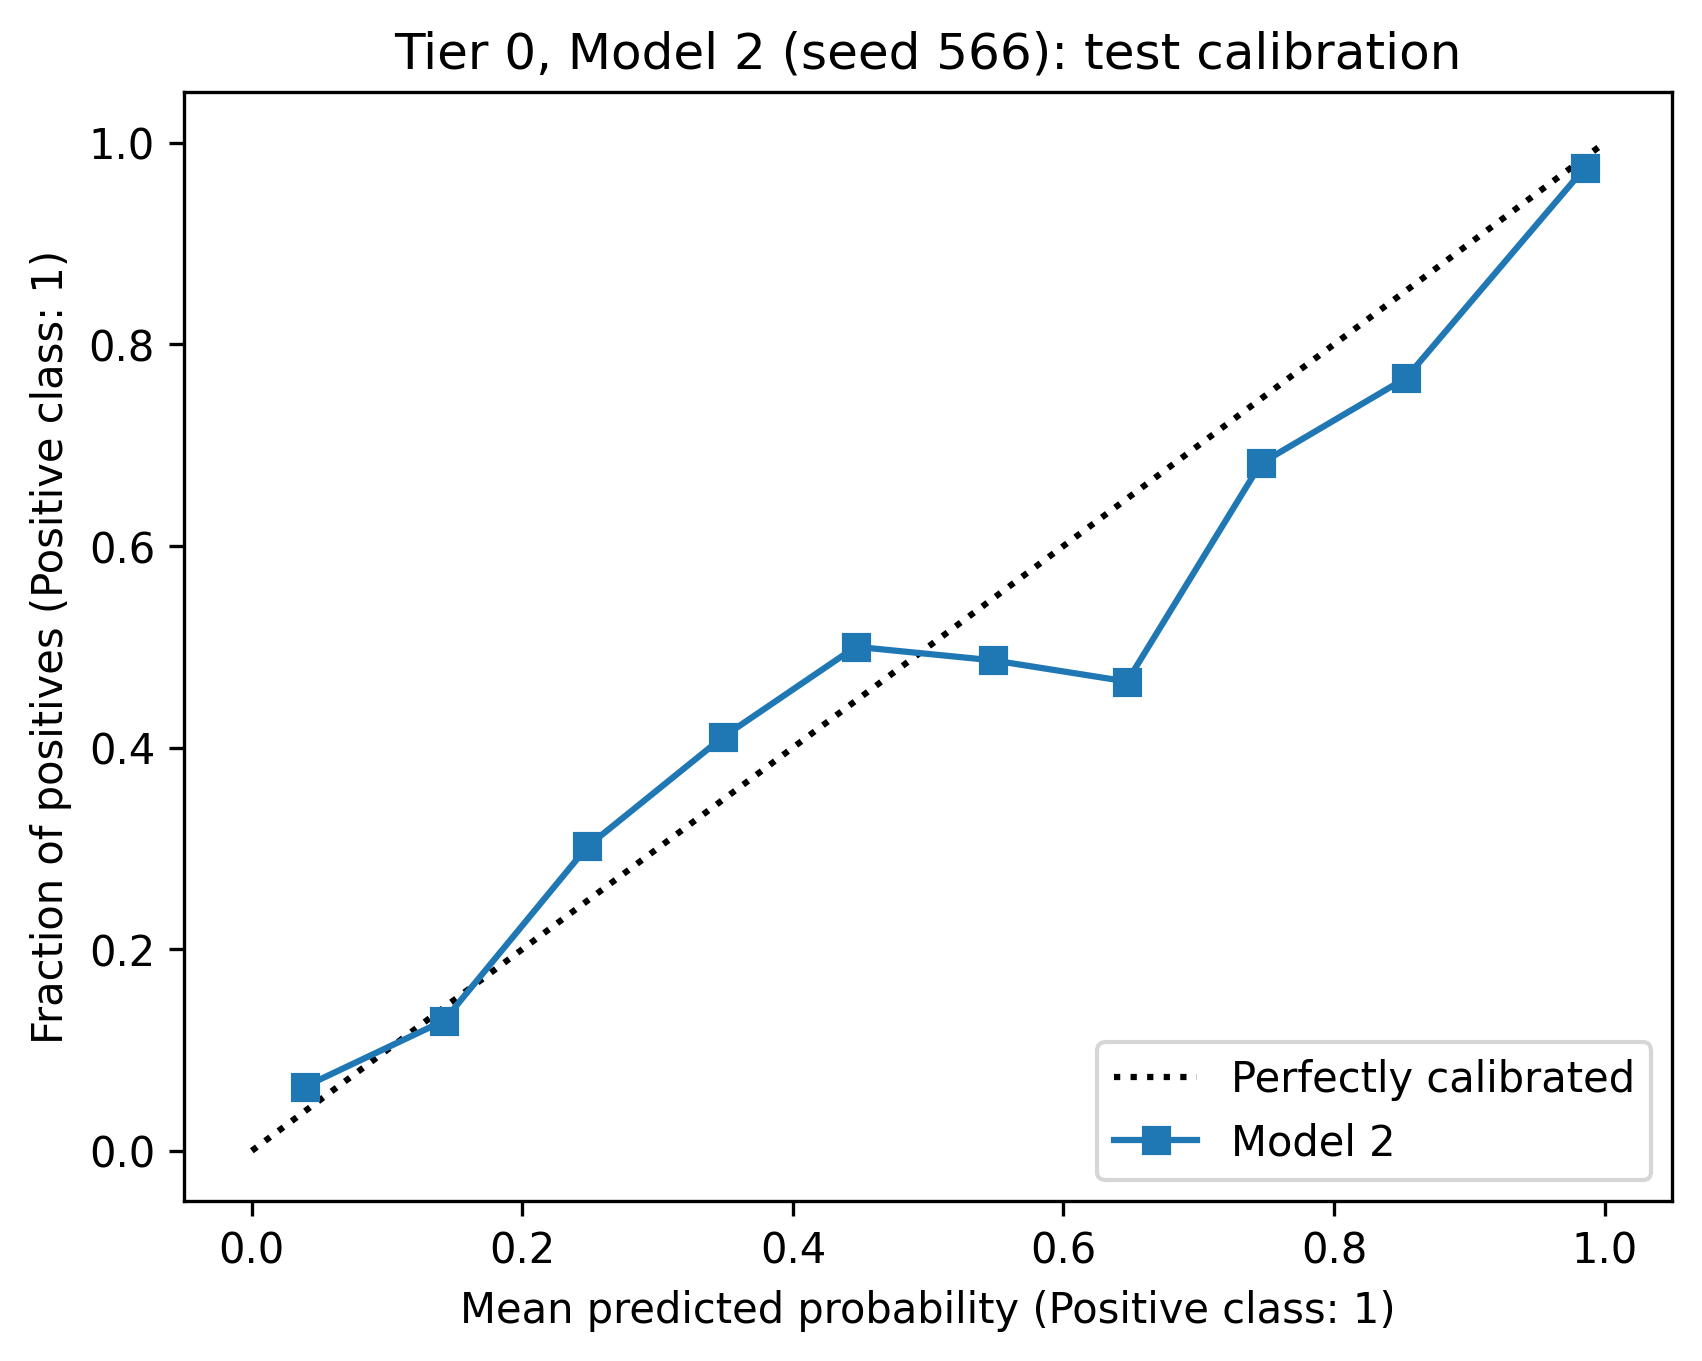 Tier 0, Model 2 (seed 566): test calibration
Fraction of positives (Positive class: 1)
1.0
0.8
0.6
0.4
0.2
0.0
Perfectly calibrated
Model 2
0.0 0.2 0.4 0.6 0.8 1.0
Mean predicted probability (Positive class: 1)